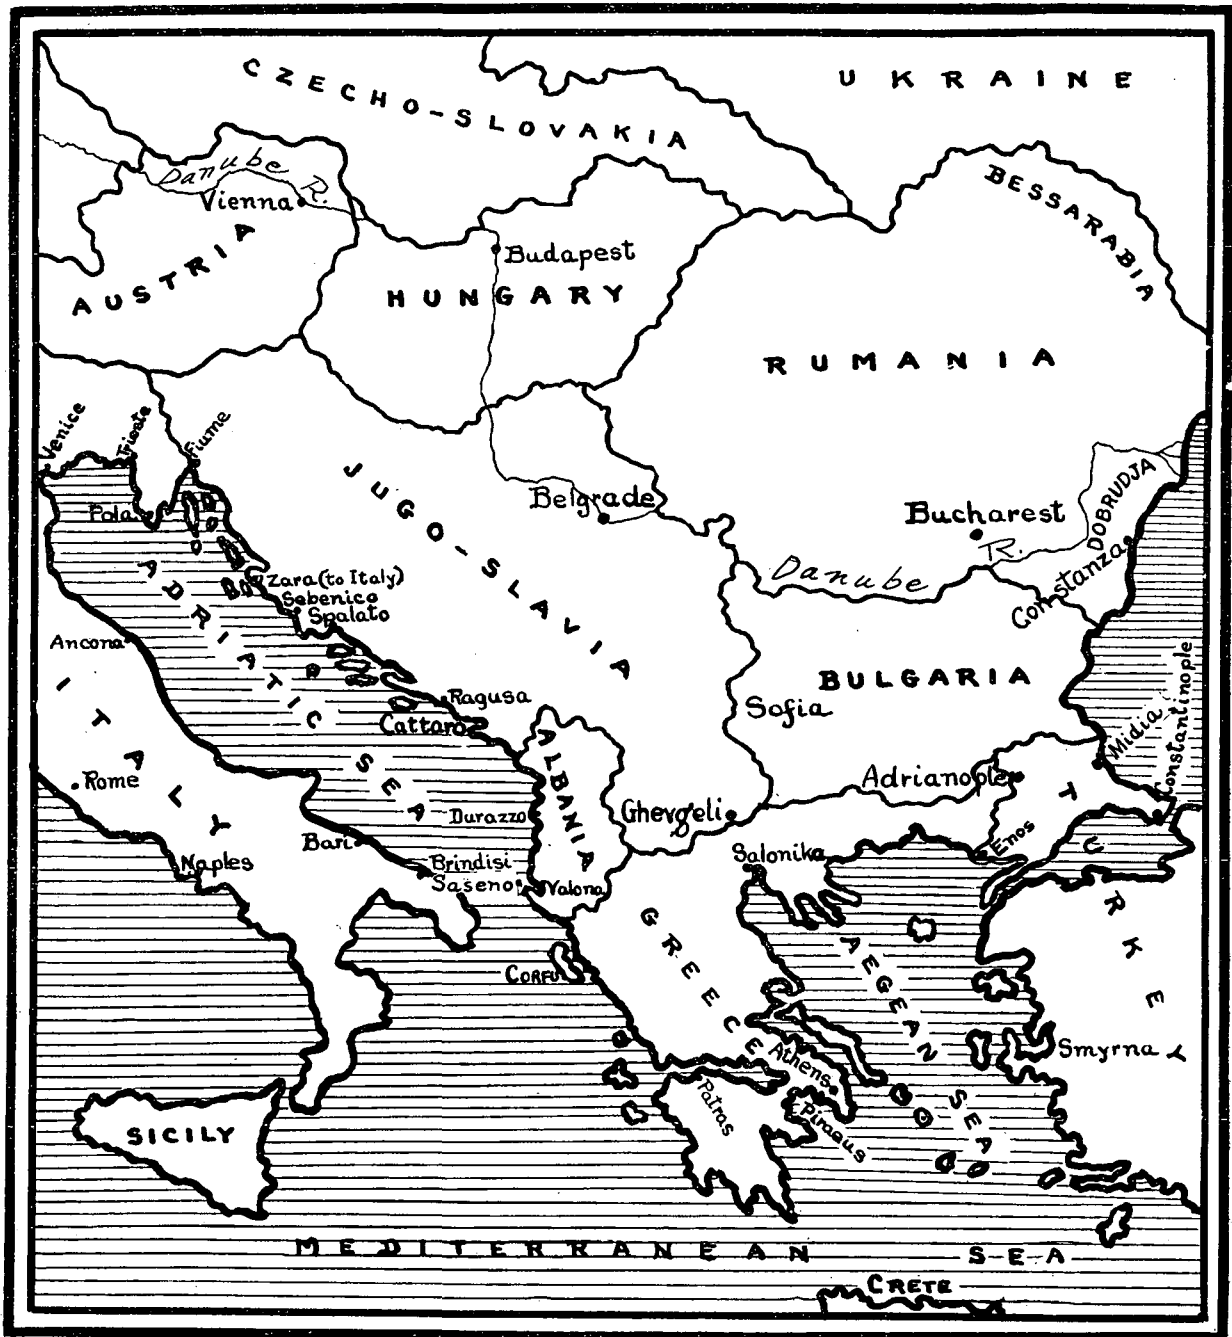 CZECHO-SLOVAKIA
UKRAINE
BESSARABIA
Danube R.
Vienna
AUSTRIA
Budapest
HUNGARY
RUMANIA
Venice
Trieste
Fiume
JUGO-SLAVIA
Belgrade
Pola
Bucharest
DOBRUDJA
Danube R.
Constanza
ADRIATIC SEA
Zara (to Italy)
Sebenico
Spalato
Ancona
ITALY
Ragusa
Cattaro
BULGARIA
Sofia
Midia
Constantinople
ALBANIA
Rome
Adrianople
TURKEY
Durazzo
Ghevgeli
Bari
Enos
Naples
Brindisi
Saseno
Valona
Salonika
GREECE
AEGEAN SEA
CORFU
Smyrna
Athens
Patras
Piraeus
SICILY
MEDITERRANEAN SEA
CRETE